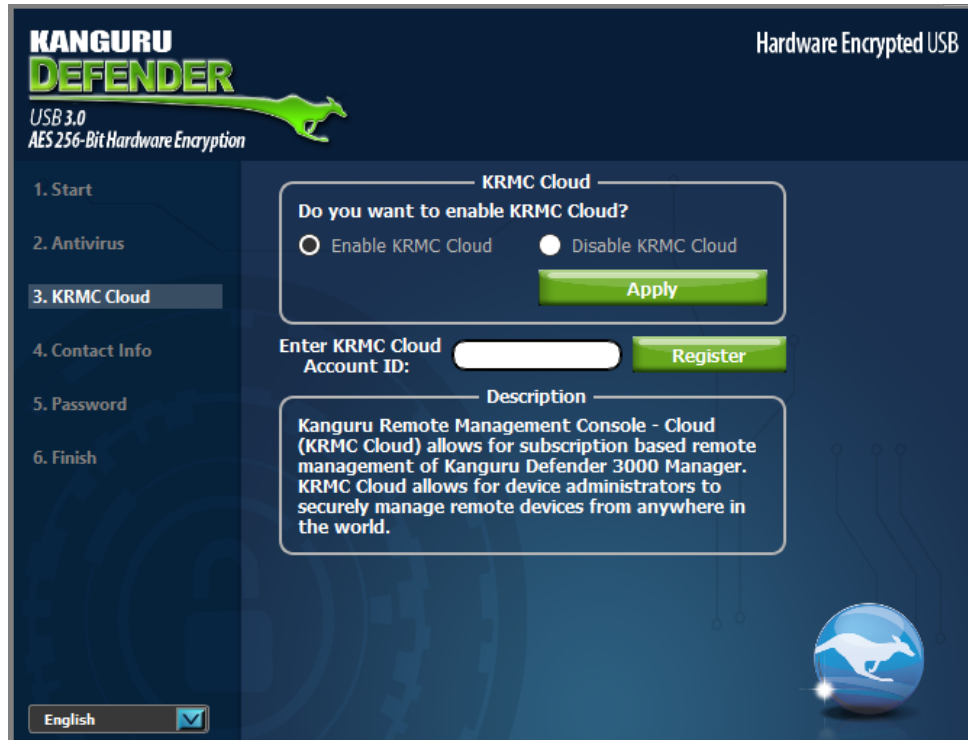 KANGURU
DEFENDER
USB 3.0
AES 256-Bit Hardware Encryption
Hardware Encrypted USB
1. Start
2. Antivirus
3. KRMC Cloud
4. Contact Info
5. Password
6. Finish
KRMC Cloud
Do you want to enable KRMC Cloud?
Enable KRMC Cloud
Disable KRMC Cloud
Apply
Enter KRMC Cloud
Account ID:
Register
Description
Kanguru Remote Management Console - Cloud
(KRMC Cloud) allows for subscription based remote
management of Kanguru Defender 3000 Manager.
KRMC Cloud allows for device administrators to
securely manage remote devices from anywhere in
the world.
English